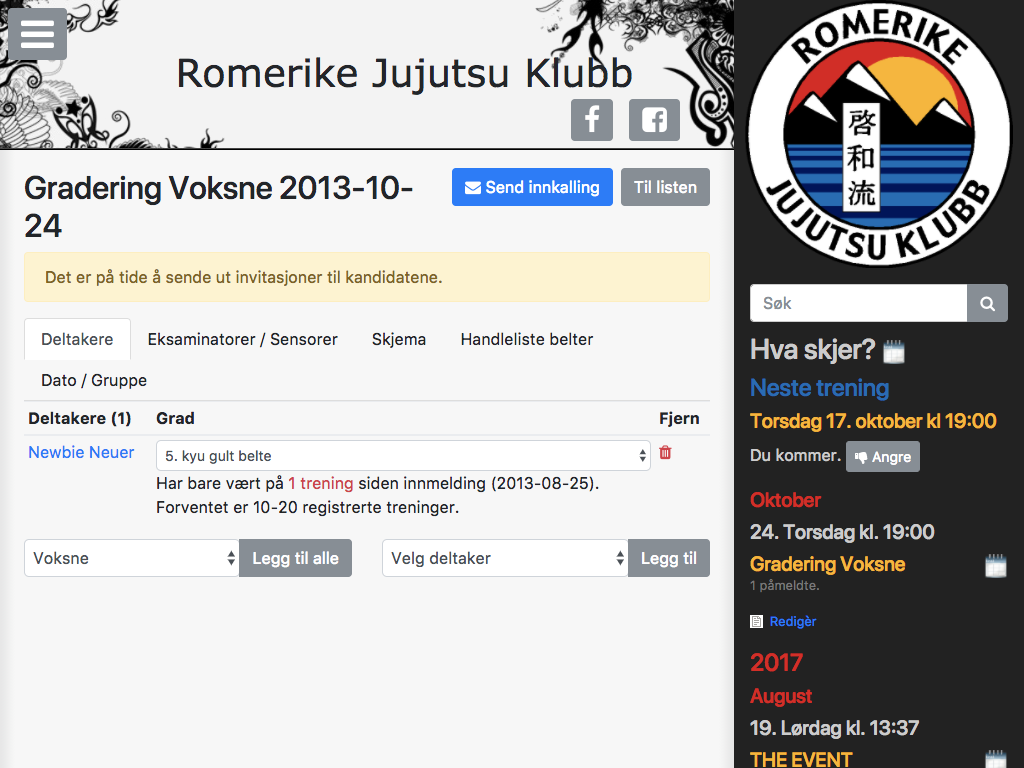 Romerike Jujutsu Klubb
Gradering Voksne 2013-10-
24
Send innkalling
Til listen
Det er på tide å sende ut invitasjoner til kandidatene.
Deltakere
Eksaminatorer / Sensorer
Skjema
Handleliste belter
Dato / Gruppe
Deltakere (1) Grad Fjern
Newbie Neuer
5. kyu gult belte
Har bare vært på 1 trening siden innmelding (2013-08-25).
Forventet er 10-20 registrerte treninger.
Voksne
Legg til alle
Velg deltaker
Legg til
ROMERIKE
啓和流
JUJUTSU KLUBB
Søk
Hva skjer?
Neste trening
Torsdag 17. oktober kl 19:00
Du kommer. Angre
Oktober
24. Torsdag kl. 19:00
Gradering Voksne
1 påmeldte.
Redigèr
2017
August
19. Lørdag kl. 13:37
THE EVENT